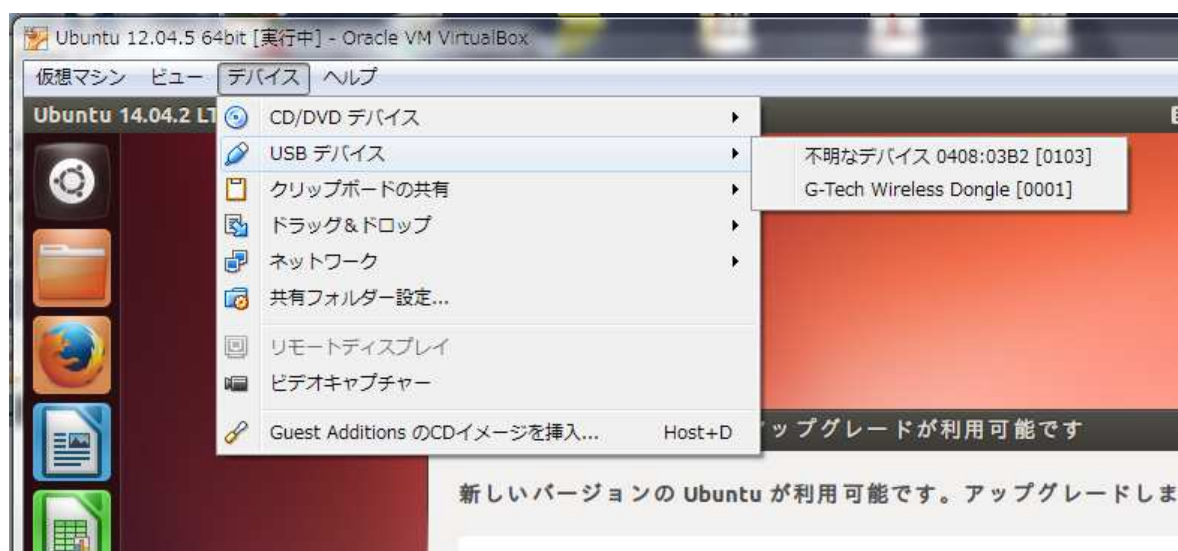 Ubuntu 12.04.5 64bit [実行中] - Oracle VM VirtualBox
仮想マシン ビュー デバイス ヘルプ
Ubuntu 14.04.2 LT
CD/DVD デバイス
USB デバイス
不明なデバイス 0408:03B2 [0103]
G-Tech Wireless Dongle [0001]
クリップボードの共有
ドラッグ&ドロップ
ネットワーク
共有フォルダー設定...
リモートディスプレイ
ビデオキャプチャー
Guest Additions のCDイメージを挿入... Host+D
ップグレードが利用可能です
新しいバージョンの Ubuntu が利用可能です。アップグレードしま